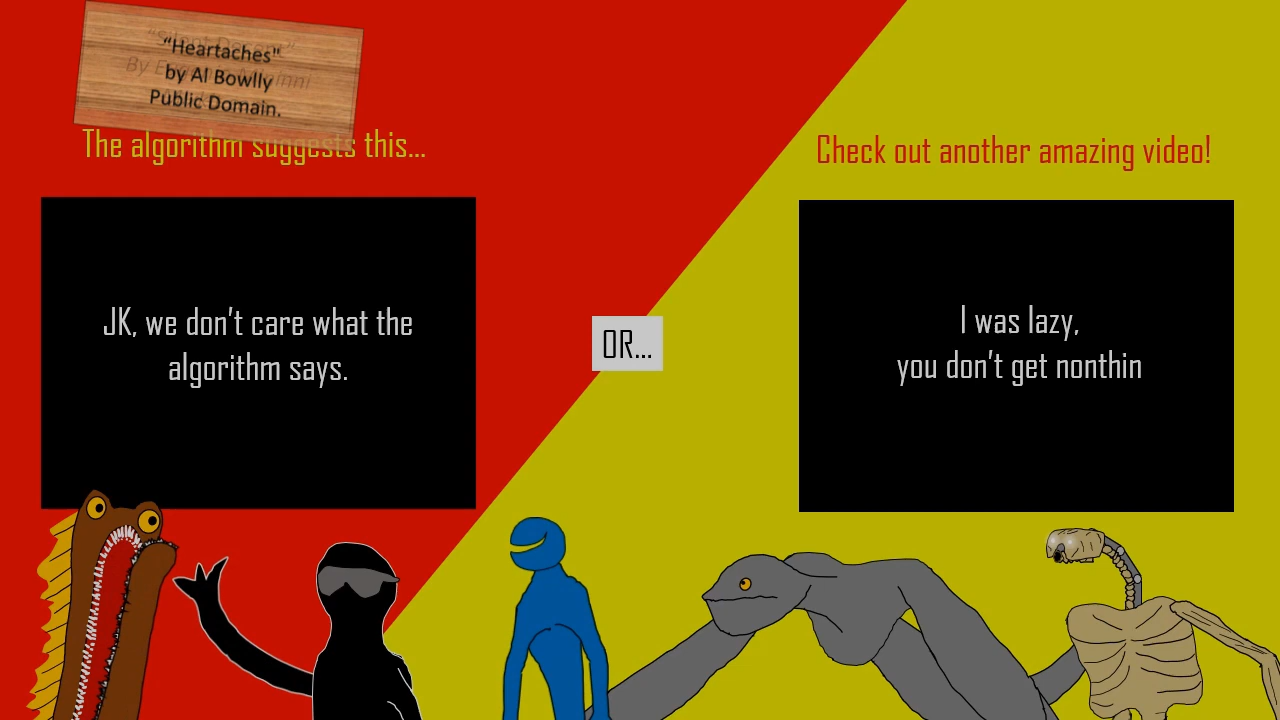 “Heartaches”
by Al Bowlly
Public Domain.
The algorithm suggests this...
Check out another amazing video!
JK, we don’t care what the
algorithm says.
OR...
I was lazy,
you don’t get nonthin